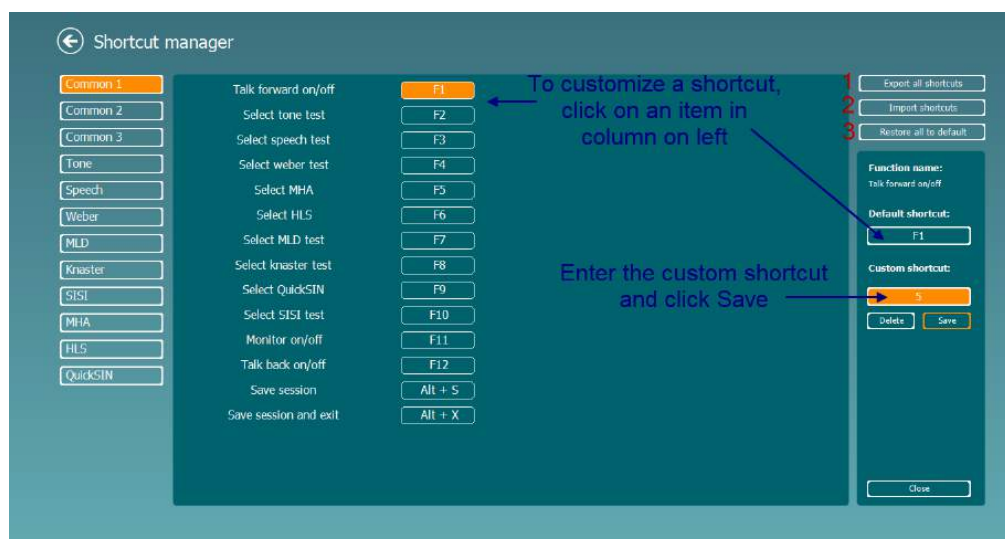 Shortcut manager
Common 1
Common 2
Common 3
Tone
Speech
Weber
MLD
Knaster
SISI
MHA
HLS
QuickSIN
Talk forward on/off F1
Select tone test F2
Select speech test F3
Select weber test F4
Select MHA F5
Select HLS F6
Select MLD test F7
Select knaster test F8
Select QuickSIN F9
Select SISI test F10
Monitor on/off F11
Talk back on/off F12
Save session Alt + S
Save session and exit Alt + X
To customize a shortcut,
click on an item in
column on left
Enter the custom shortcut
and click Save
1 Export all shortcuts
2 Import shortcuts
3 Restore all to default
Function name:
Talk forward on/off
Default shortcut:
F1
Custom shortcut:
S
Delete Save
Close